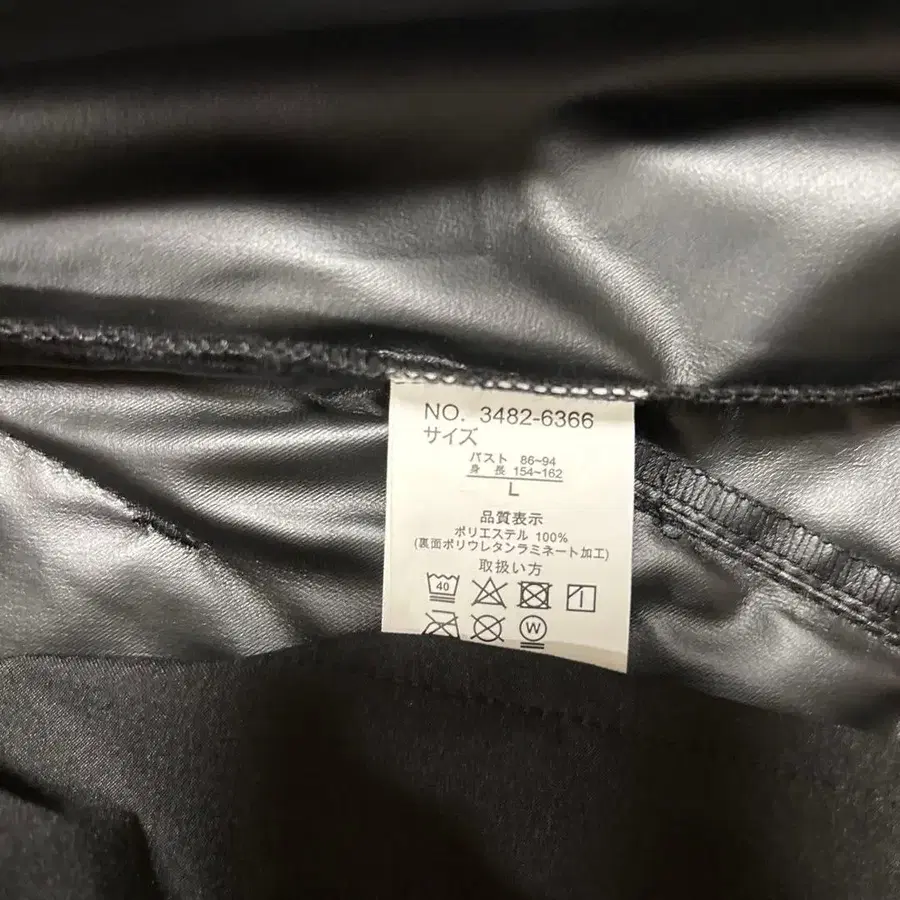 NO. 3482-6366
サイズ
バスト 86~94
身 長 154~162
L
品質表示
ポリエステル 100%
(裏面ポリウレタンラミネート加工)
取扱い方
40
W